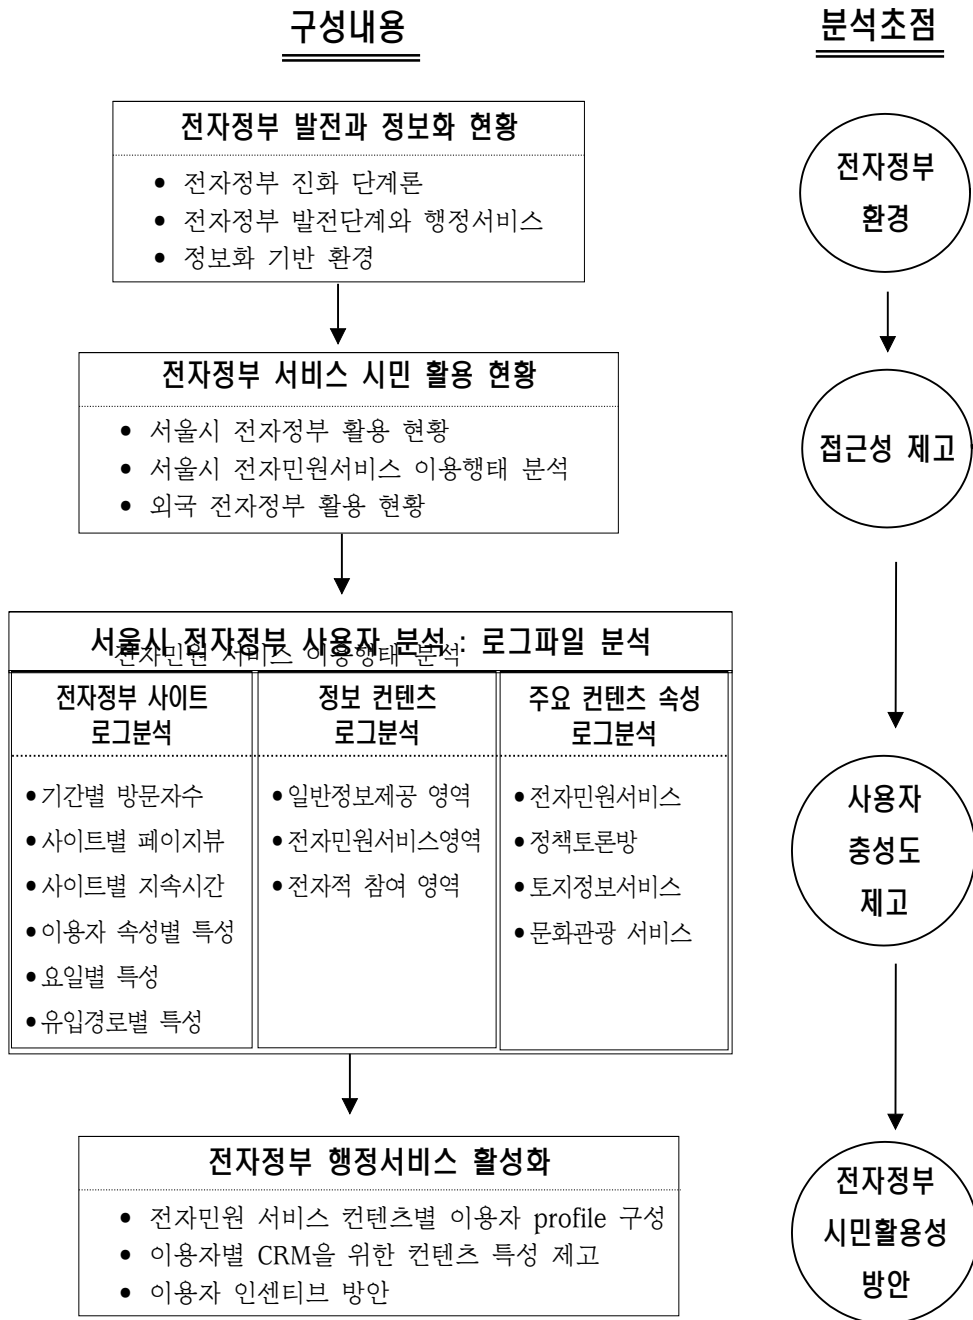 구성내용
분석초점
전자정부 발전과 정보화 현황
• 전자정부 진화 단계론
• 전자정부 발전단계와 행정서비스
• 정보화 기반 환경
전자정부
환경
전자정부 서비스 시민 활용 현황
• 서울시 전자정부 활용 현황
• 서울시 전자민원서비스 이용행태 분석
• 외국 전자정부 활용 현황
접근성 제고
서울시 전자정부 사용자 분석 : 로그파일 분석
전자민원 서비스 이용행태 분석
전자정부 사이트
로그분석
• 기간별 방문자수
• 사이트별 페이지뷰
• 사이트별 지속시간
• 이용자 속성별 특성
• 요일별 특성
• 유입경로별 특성
정보 컨텐츠
로그분석
• 일반정보제공 영역
• 전자민원서비스영역
• 전자적 참여 영역
주요 컨텐츠 속성
로그분석
• 전자민원서비스
• 정책토론방
• 토지정보서비스
• 문화관광 서비스
사용자
충성도
제고
전자정부 행정서비스 활성화
• 전자민원 서비스 컨텐츠별 이용자 profile 구성
• 이용자별 CRM을 위한 컨텐츠 특성 제고
• 이용자 인센티브 방안
전자정부
시민활용성
방안